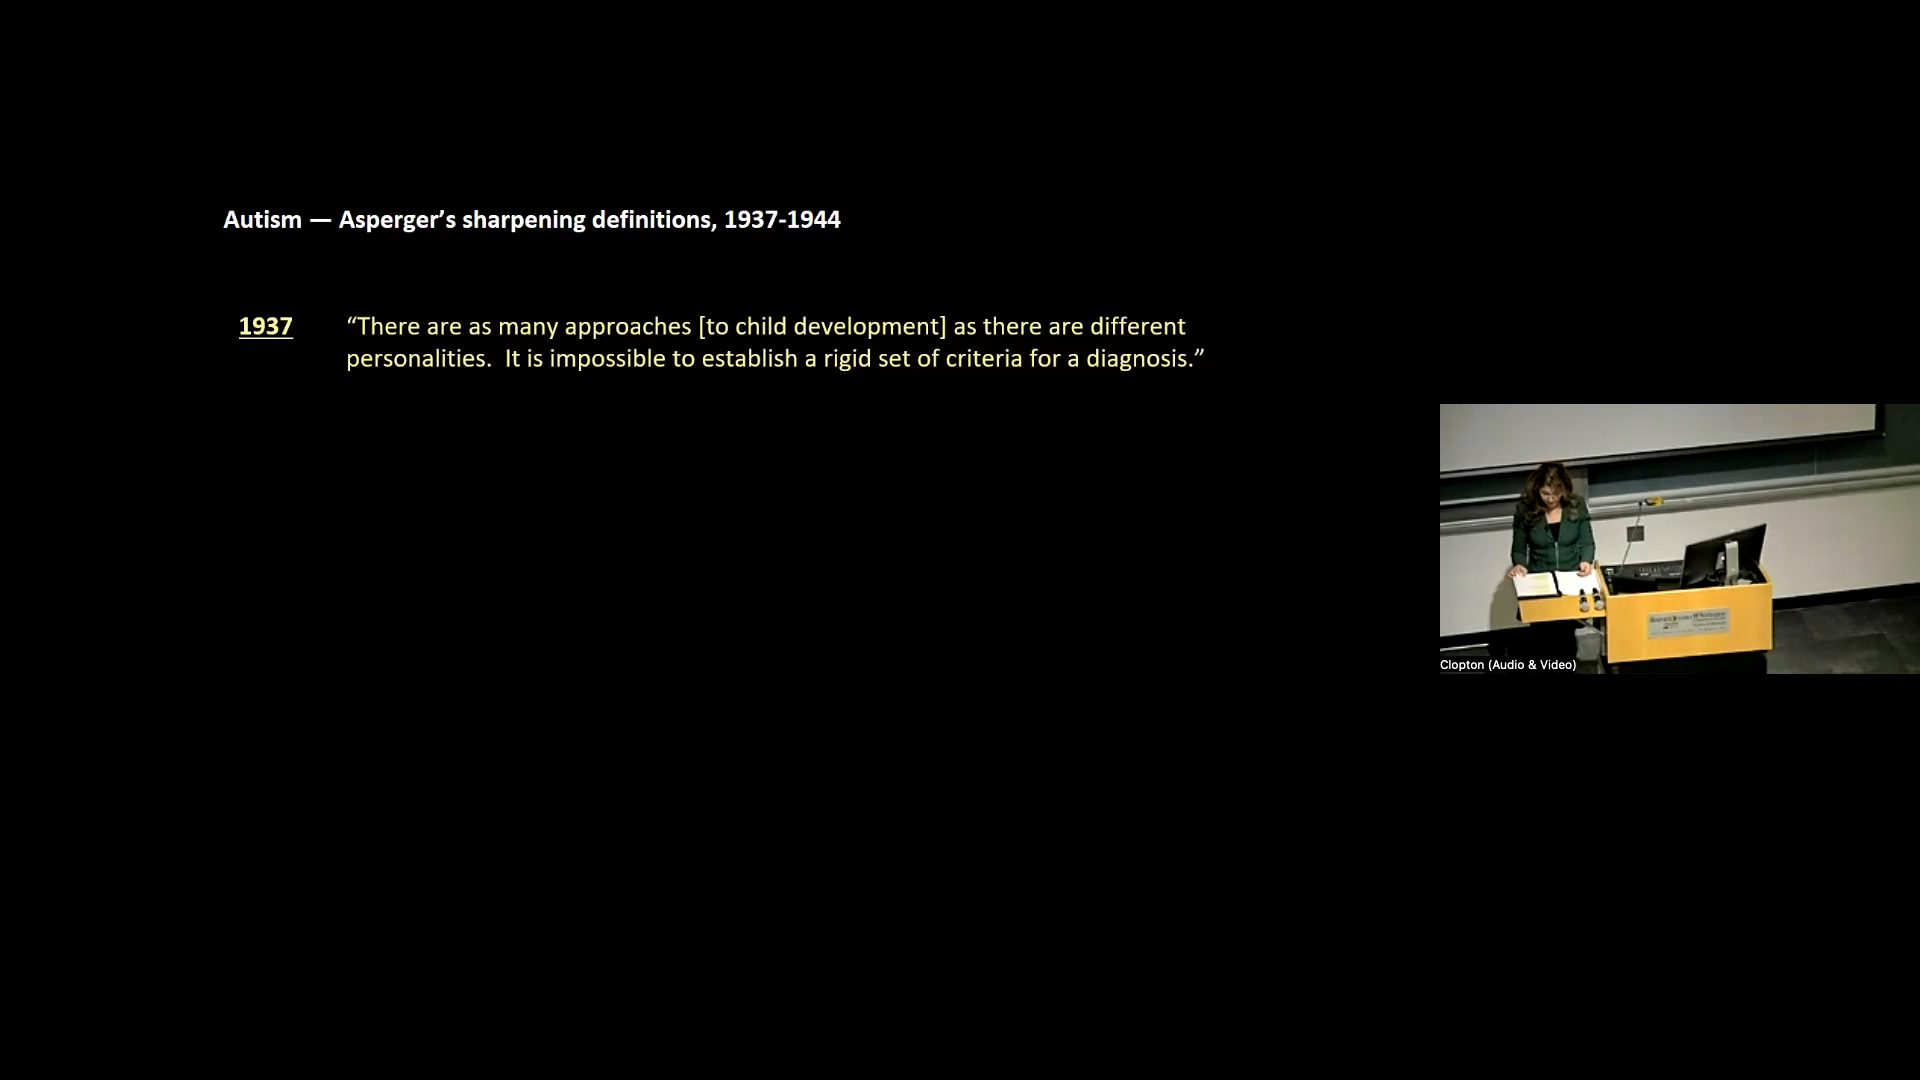 Autism — Asperger’s sharpening definitions, 1937-1944
1937
“There are as many approaches [to child development] as there are different
personalities.  It is impossible to establish a rigid set of criteria for a diagnosis.”
Clopton (Audio & Video)